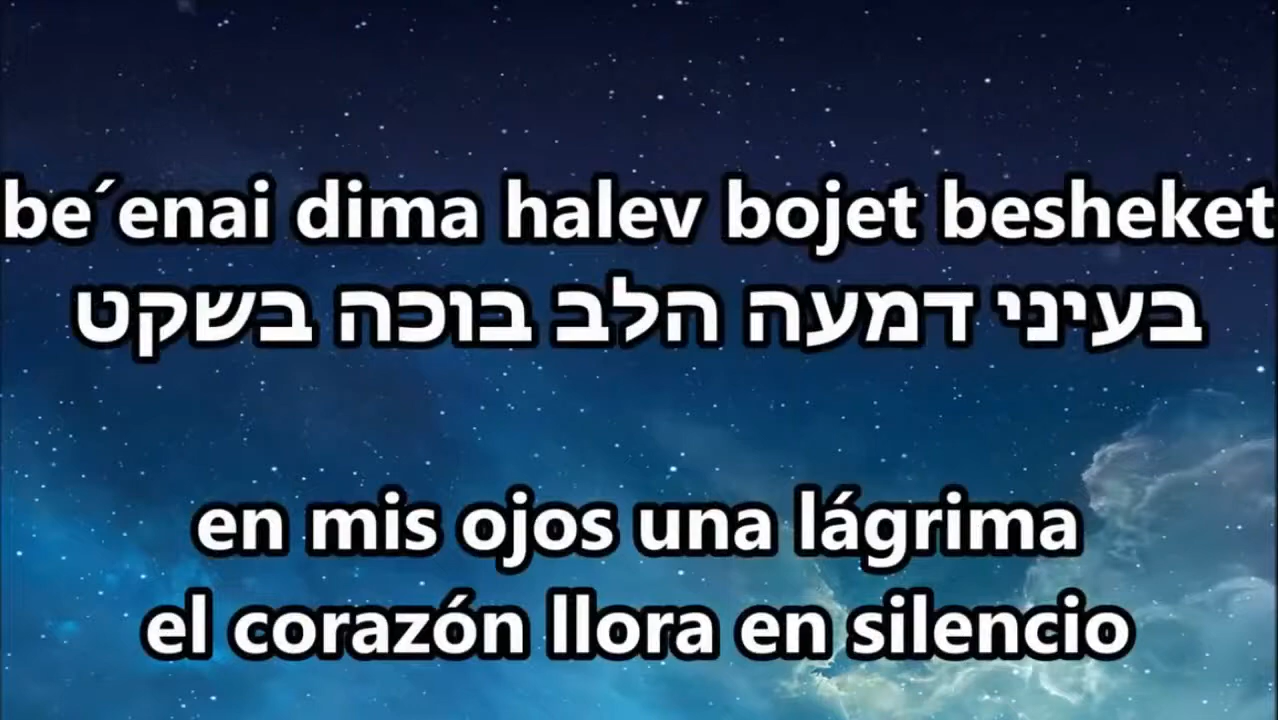 be´enai dima halev bojet besheket
בעיני דמעה הלב בוכה בשקט
en mis ojos una lágrima
el corazón llora en silencio